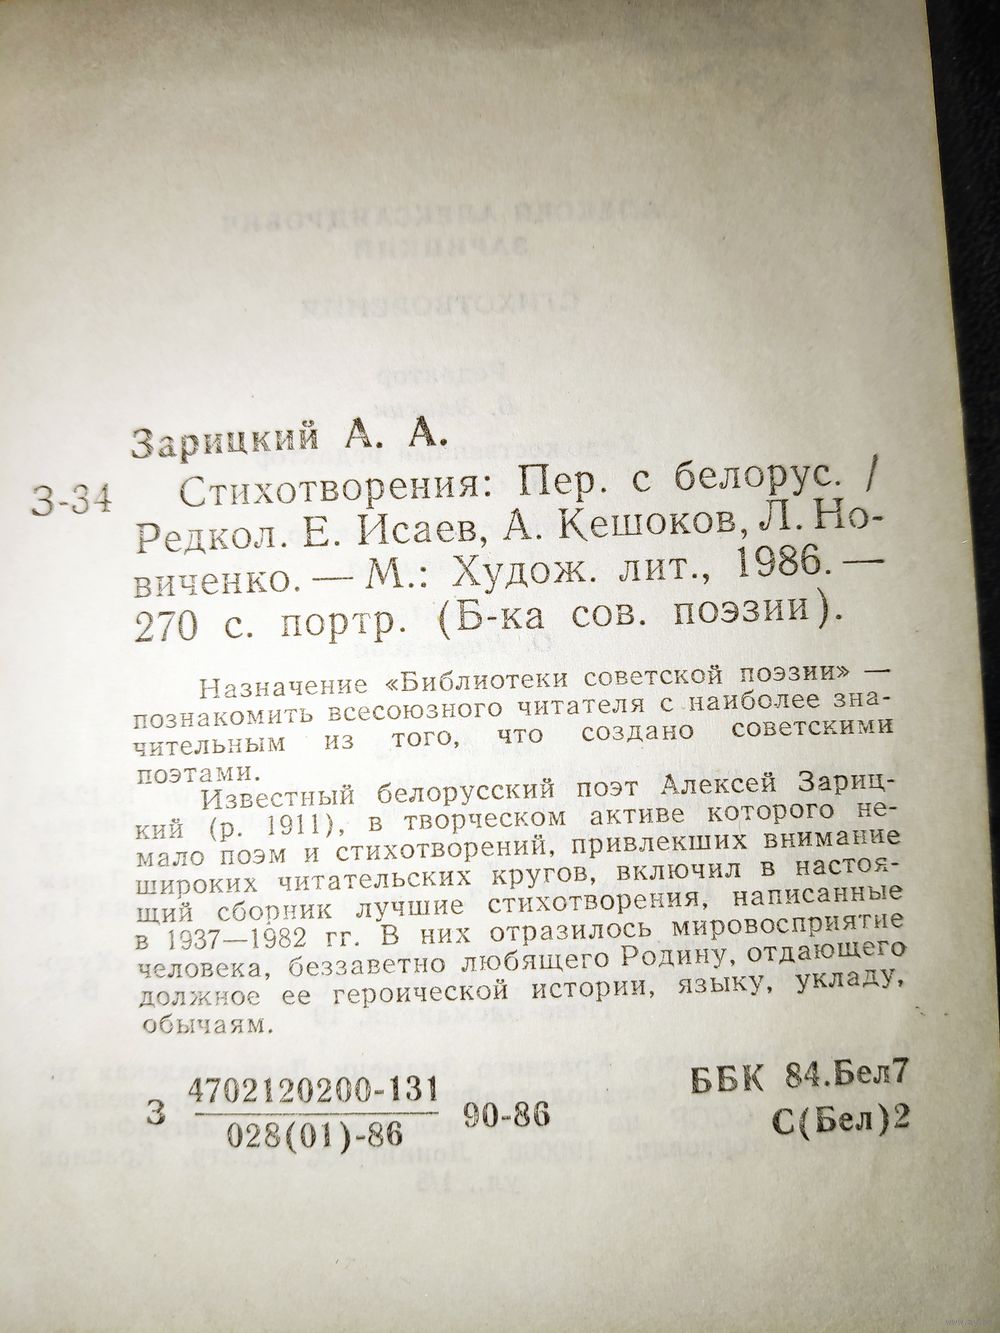 Зарицкий А. А.
З-34 Стихотворения: Пер. с белорус. /
Редкол. Е. Исаев, А. Кешоков, Л. Но-
виченко. — М.: Худож. лит., 1986. —
270 с. портр. (Б-ка сов. поэзии).
Назначение «Библиотеки советской поэзии» —
познакомить всесоюзного читателя с наиболее зна-
чительным из того, что создано советскими
поэтами.
Известный белорусский поэт Алексей Зариц-
кий (р. 1911), в творческом активе которого не-
мало поэм и стихотворений, привлекших внимание
широких читательских кругов, включил в настоя-
щий сборник лучшие стихотворения, написанные
в 1937—1982 гг. В них отразилось мировосприятие
человека, беззаветно любящего Родину, отдающего
должное ее героической истории, языку, укладу,
обычаям.
З 4702120200-131
028(01)-86 90-86
ББК 84.Бел7
С(Бел)2